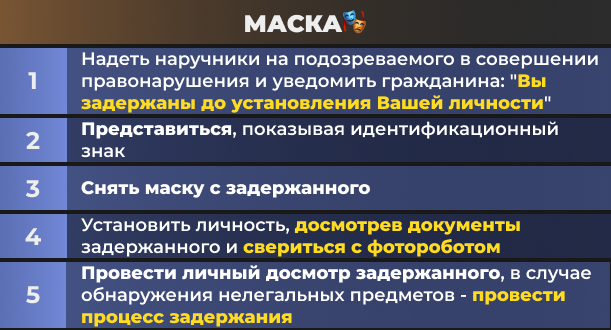 МАСКА🎭
1
Надеть наручники на подозреваемого в совершении
правонарушения и уведомить гражданина: "Вы
задержаны до установления Вашей личности"
2
Представиться, показывая идентификационный
знак
3
Снять маску с задержанного
4
Установить личность, досмотрев документы
задержанного и свериться с фотороботом
5
Провести личный досмотр задержанного, в случае
обнаружения нелегальных предметов - провести
процесс задержания